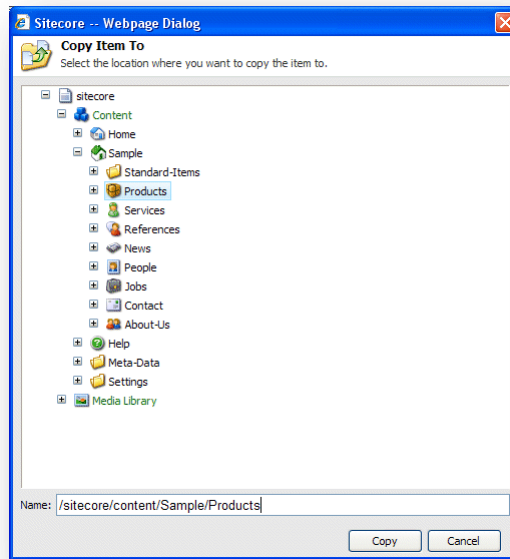 Sitecore -- Webpage Dialog
Copy Item To
Select the location where you want to copy the item to.
sitecore
Content
Home
Sample
Standard-Items
Products
Services
References
News
People
Jobs
Contact
About-Us
Help
Meta-Data
Settings
Media Library
Name: /sitecore/content/Sample/Products
Copy Cancel